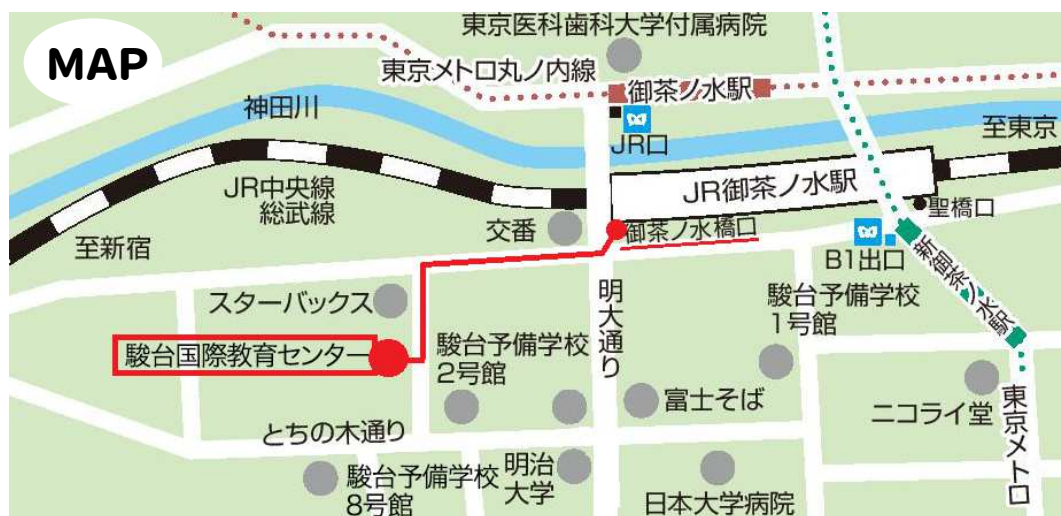 MAP
東京医科歯科大学付属病院
東京メトロ丸ノ内線
御茶ノ水駅
神田川
JR口
至東京
JR中央線
総武線
JR御茶ノ水駅
聖橋口
至新宿
交番
御茶ノ水橋口
B1出口
新御茶ノ水駅
スターバックス
明大通り
駿台予備学校
1号館
駿台国際教育センター
駿台予備学校
2号館
富士そば
ニコライ堂
東京メトロ
とちの木通り
駿台予備学校
8号館
明治
大学
日本大学病院